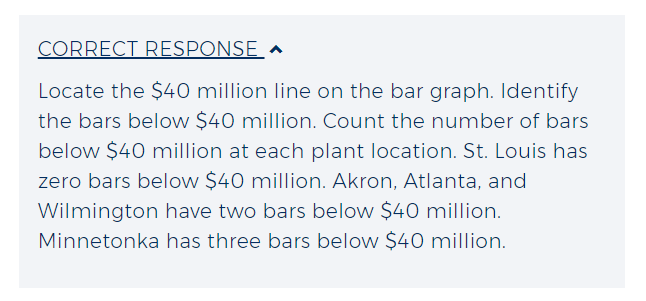 CORRECT RESPONSE
Locate the $40 million line on the bar graph. Identify
the bars below $40 million. Count the number of bars
below $40 million at each plant location. St. Louis has
zero bars below $40 million. Akron, Atlanta, and
Wilmington have two bars below $40 million.
Minnetonka has three bars below $40 million.